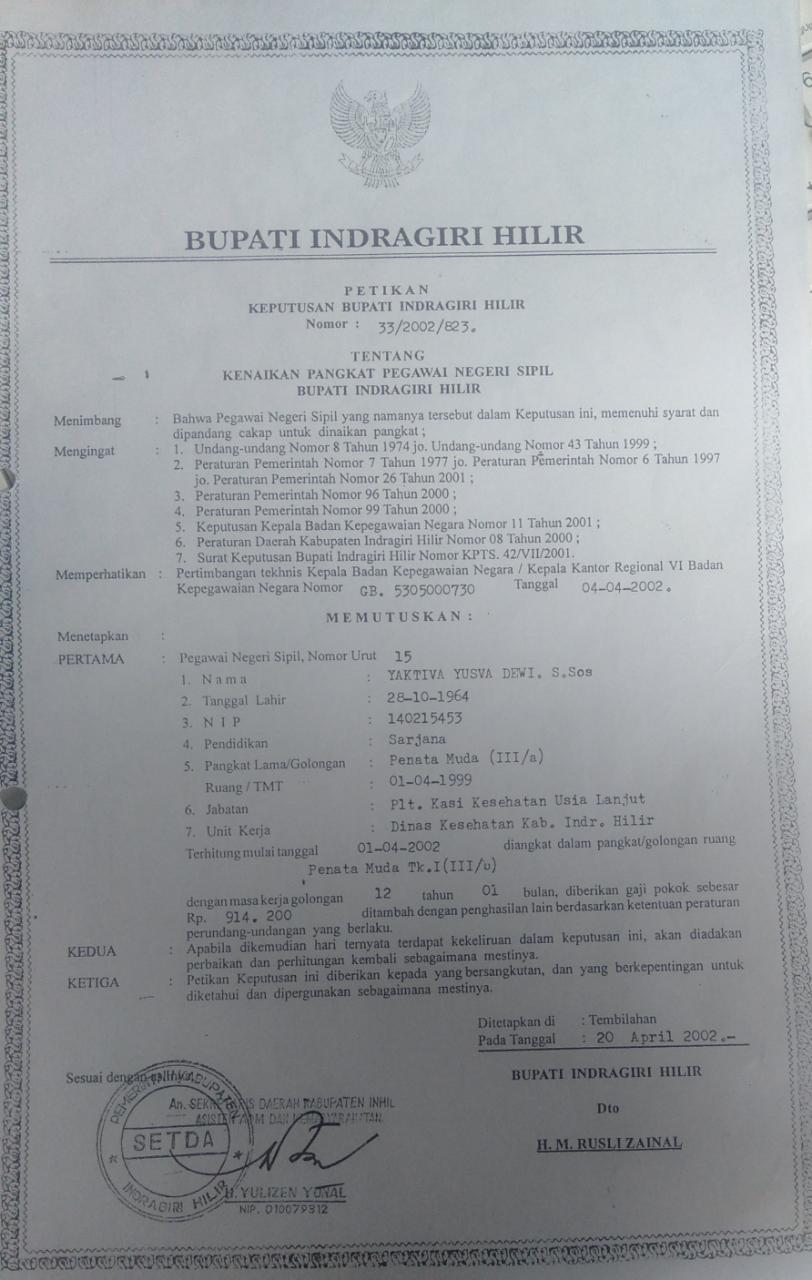 BUPATI INDRAGIRI HILIR
PETIKAN
KEPUTUSAN BUPATI INDRAGIRI HILIR
Nomor : 33/2002/823.
TENTANG
KENAIKAN PANGKAT PEGAWAI NEGERI SIPIL
BUPATI INDRAGIRI HILIR
Menimbang : Bahwa Pegawai Negeri Sipil yang namanya tersebut dalam Keputusan ini, memenuhi syarat dan
dipandang cakap untuk dinaikan pangkat ;
Mengingat : 1. Undang-undang Nomor 8 Tahun 1974 jo. Undang-undang Nomor 43 Tahun 1999 ;
2. Peraturan Pemerintah Nomor 7 Tahun 1977 jo. Peraturan Pemerintah Nomor 6 Tahun 1997
jo. Peraturan Pemerintah Nomor 26 Tahun 2001 ;
3. Peraturan Pemerintah Nomor 96 Tahun 2000 ;
4. Peraturan Pemerintah Nomor 99 Tahun 2000 ;
5. Keputusan Kepala Badan Kepegawaian Negara Nomor 11 Tahun 2001 ;
6. Peraturan Daerah Kabupaten Indragiri Hilir Nomor 08 Tahun 2000 ;
7. Surat Keputusan Bupati Indragiri Hilir Nomor KPTS. 42/VII/2001.
Memperhatikan : Pertimbangan tekhnis Kepala Badan Kepegawaian Negara / Kepala Kantor Regional VI Badan
Kepegawaian Negara Nomor GB. 5305000730 Tanggal 04-04-2002.
MEMUTUSKAN :
Menetapkan :
PERTAMA : Pegawai Negeri Sipil, Nomor Urut 15
1. Nama : YAKTIVA YUSVA DEWI. S.Sos
2. Tanggal Lahir : 28-10-1964
3. NIP : 140215453
4. Pendidikan : Sarjana
5. Pangkat Lama/Golongan : Penata Muda (III/a)
Ruang / TMT : 01-04-1999
6. Jabatan : Plt. Kasi Kesehatan Usia Lanjut
7. Unit Kerja : Dinas Kesehatan Kab. Indr. Hilir
Terhitung mulai tanggal 01-04-2002 diangkat dalam pangkat/golongan ruang
Penata Muda Tk.I(III/b)
dengan masa kerja golongan 12 tahun 01 bulan, diberikan gaji pokok sebesar
Rp. 914. 200 ditambah dengan penghasilan lain berdasarkan ketentuan peraturan
perundang-undangan yang berlaku.
KEDUA : Apabila dikemudian hari ternyata terdapat kekeliruan dalam keputusan ini, akan diadakan
perbaikan dan perhitungan kembali sebagaimana mestinya.
KETIGA : Petikan Keputusan ini diberikan kepada yang bersangkutan, dan yang berkepentingan untuk
diketahui dan dipergunakan sebagaimana mestinya.
Ditetapkan di : Tembilahan
Pada Tanggal : 20 April 2002.-
BUPATI INDRAGIRI HILIR
Dto
H. M. RUSLI ZAINAL
Sesuai dengan aslinya
An. SEKRETARIS DAERAH KABUPATEN INHIL
DAN
PEMERINTAH KABUPATEN
SETDA
INDRAGIRI HILIR
H. YULIZEN YONAL
NIP. 010079312